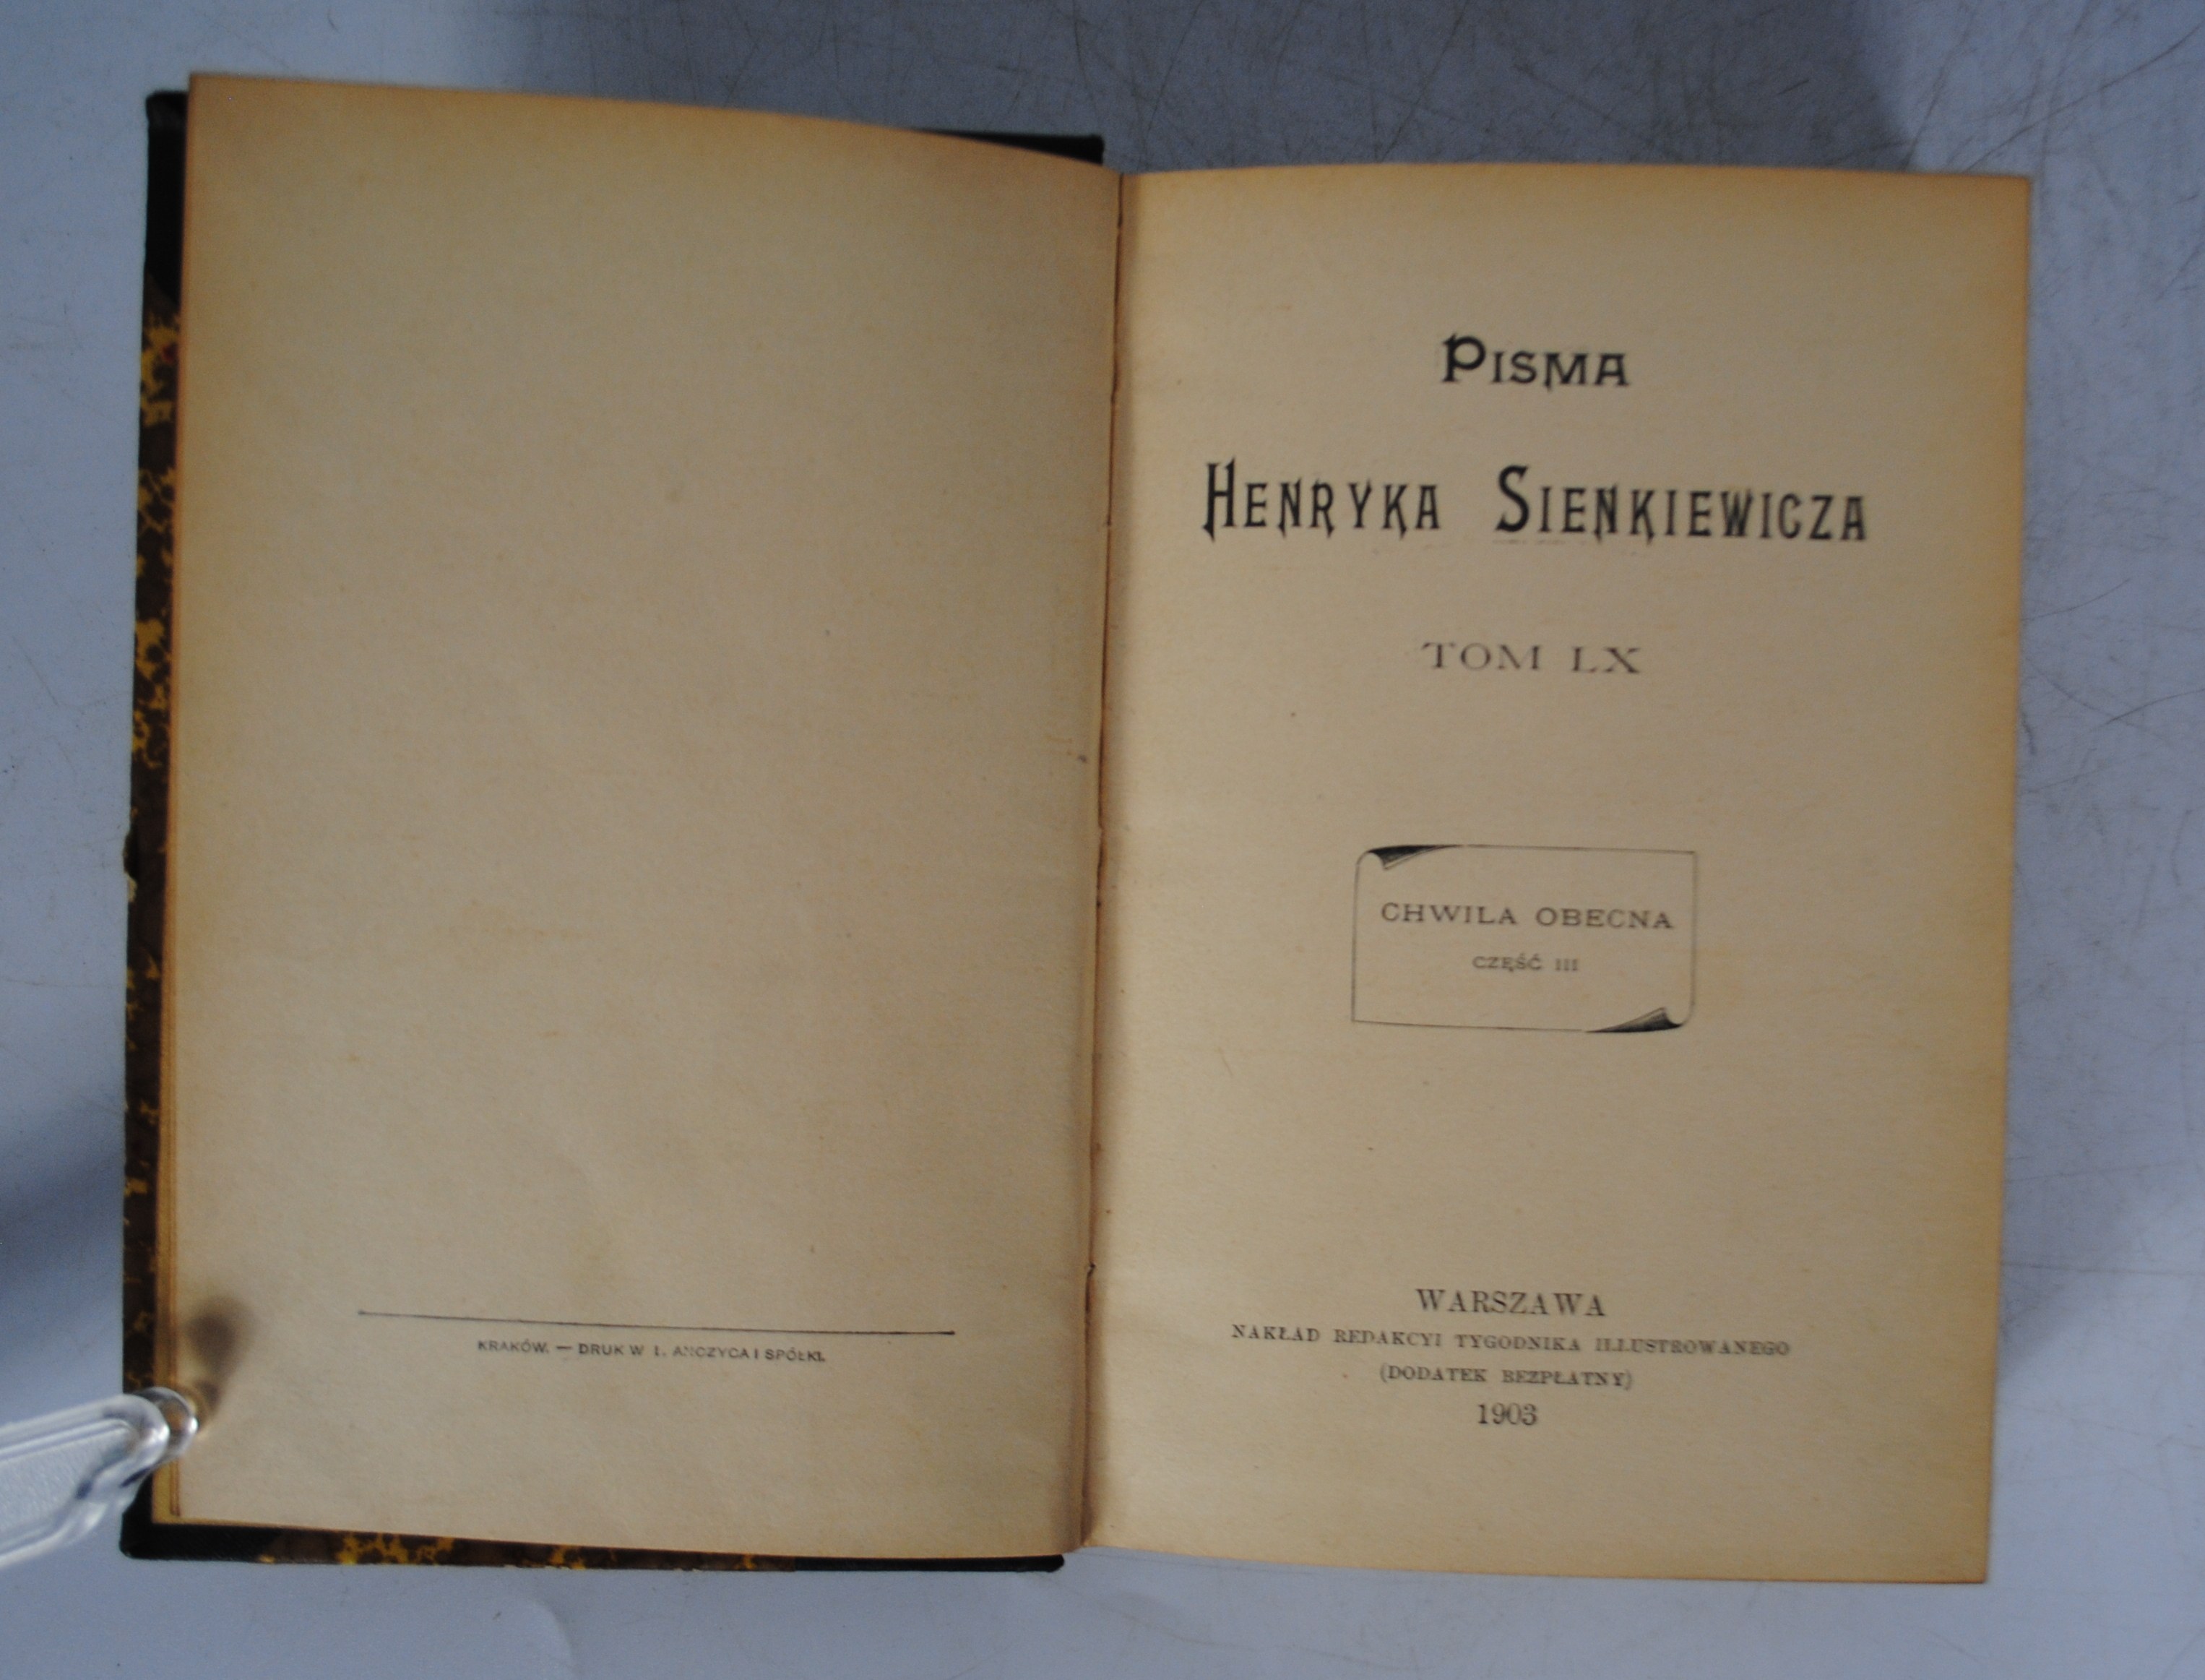 KRAKÓW. — DRUK W. L. ANCZYCA I SPÓŁKI.
PISMA
HENRYKA SIENKIEWICZA
TOM LX
CHWILA OBECNA
CZĘŚĆ III
WARSZAWA
NAKŁAD REDAKCYI TYGODNIKA ILLUSTROWANEGO
(DODATEK BEZPŁATNY)
1903